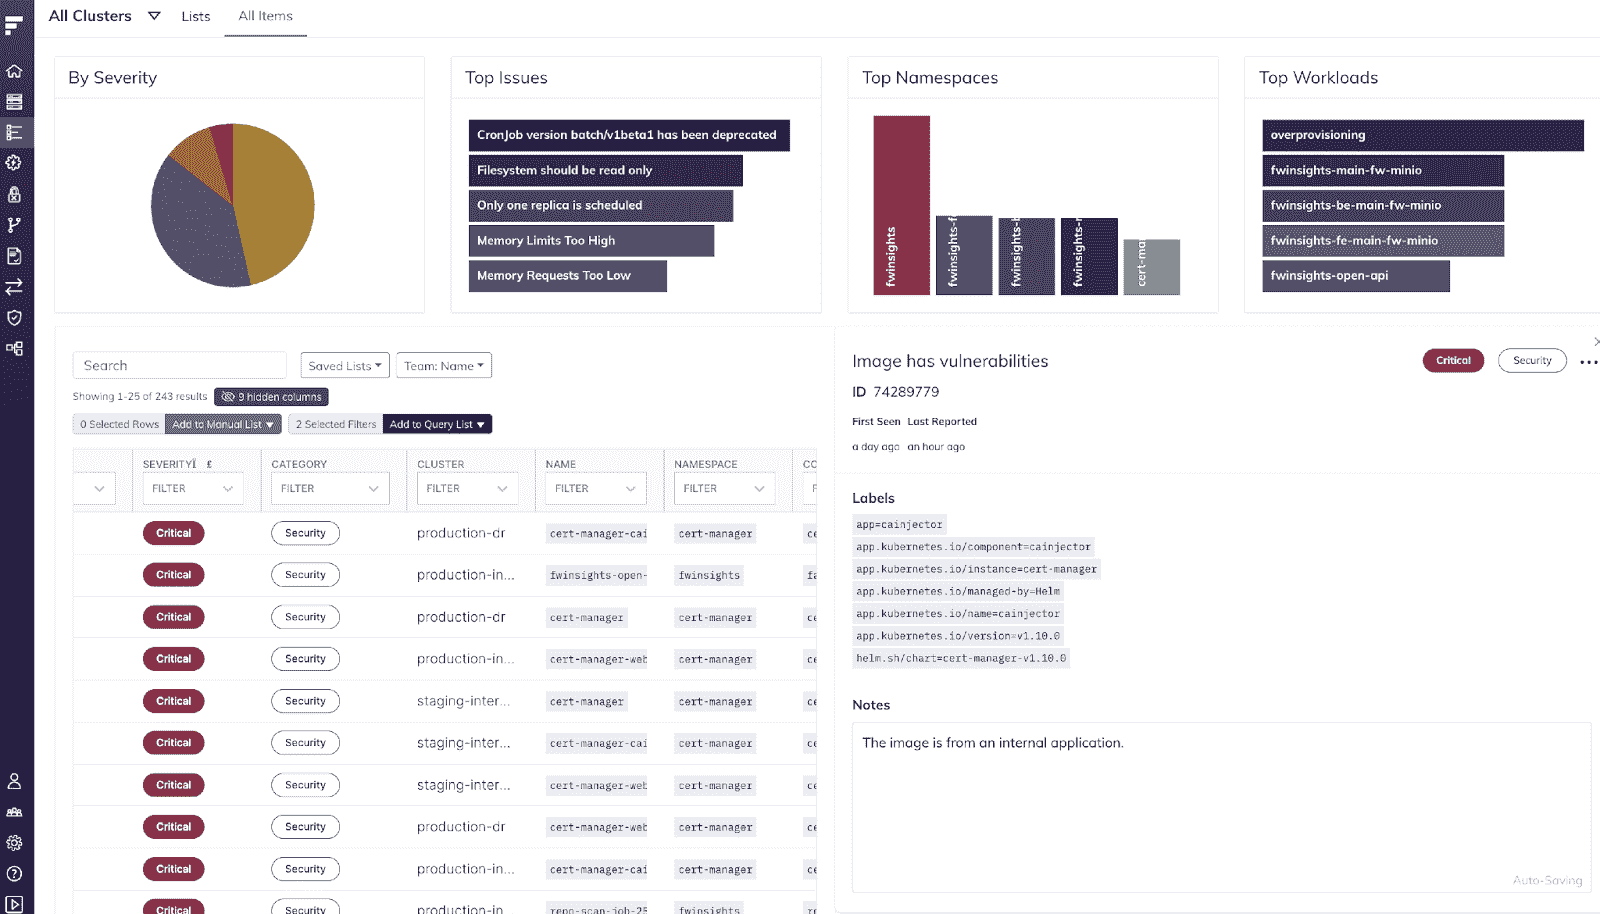 All Clusters
Lists
All Items
By Severity
Top Issues
CronJob version batch/v1beta1 has been deprecated
Filesystem should be read only
Only one replica is scheduled
Memory Limits Too High
Memory Requests Too Low
Top Namespaces
fwinsights
fwinsights-f
fwinsights-b
fwinsights-r
cert-ma
Top Workloads
overprovisioning
fwinsights-main-fw-minio
fwinsights-be-main-fw-minio
fwinsights-fe-main-fw-minio
fwinsights-open-api
Search
Saved Lists
Team: Name
Showing 1-25 of 243 results
9 hidden columns
0 Selected Rows
Add to Manual List
2 Selected Filters
Add to Query List
SEVERITYÏ £ CATEGORY CLUSTER NAME NAMESPACE CO
FILTER FILTER FILTER FILTER FILTER F
Critical Security production-dr cert-manager-cai cert-manager ce
Critical Security production-in... fwinsights-open- fwinsights fa
Critical Security production-dr cert-manager cert-manager ce
Critical Security production-in... cert-manager-web cert-manager ce
Critical Security staging-inter... cert-manager cert-manager ce
Critical Security staging-inter... cert-manager-cai cert-manager ce
Critical Security staging-inter... cert-manager-web cert-manager ce
Critical Security production-dr cert-manager-web cert-manager ce
Critical Security production-in... cert-manager-cai cert-manager ce
Critical Security production-in repo-scan-job-25 fwinsights
Image has vulnerabilities
Critical
Security
ID 74289779
First Seen Last Reported
a day ago an hour ago
Labels
app=cainjector
app.kubernetes.io/component=cainjector
app.kubernetes.io/instance=cert-manager
app.kubernetes.io/managed-by=Helm
app.kubernetes.io/name=cainjector
app.kubernetes.io/version=v1.10.0
helm.sh/chart=cert-manager-v1.10.0
Notes
The image is from an internal application.
Auto-Saving